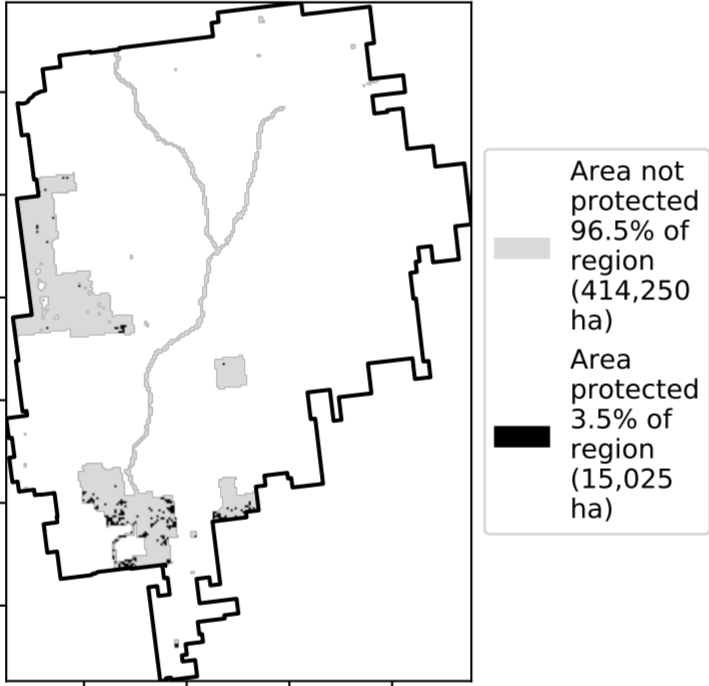 Area not
protected
96.5% of
region
(414,250
ha)
Area
protected
3.5% of
region
(15,025
ha)